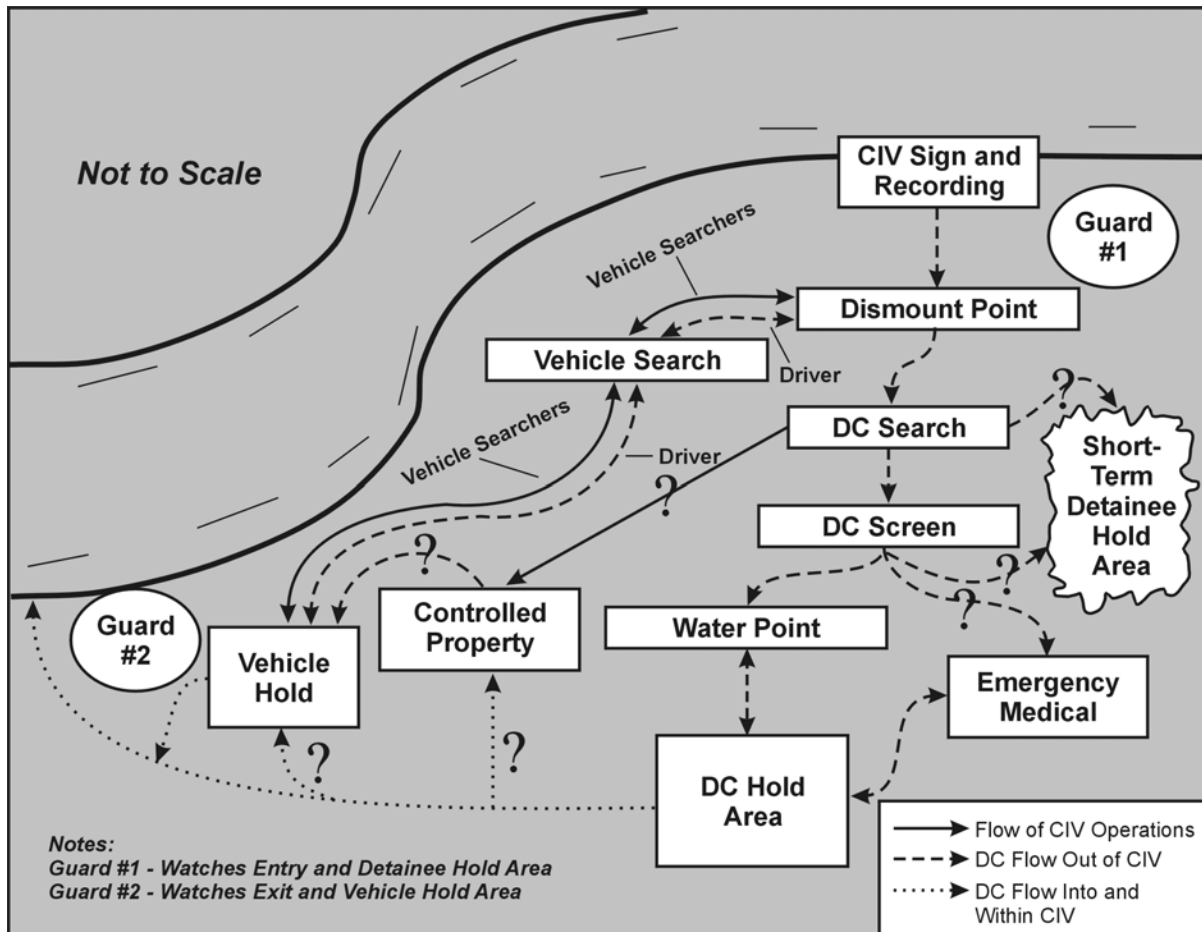 Not to Scale
CIV Sign and
Recording
Guard
#1
Vehicle Searchers
Dismount Point
Vehicle Search
Driver
Vehicle Searchers
Driver
?
DC Search
?
Short-
Term
Detainee
Hold
Area
DC Screen
?
?
?
Controlled
Property
Water Point
Guard
#2
Vehicle
Hold
Emergency
Medical
?
?
DC Hold
Area
Notes:
Guard #1 - Watches Entry and Detainee Hold Area
Guard #2 - Watches Exit and Vehicle Hold Area
Flow of CIV Operations
DC Flow Out of CIV
DC Flow Into and
Within CIV